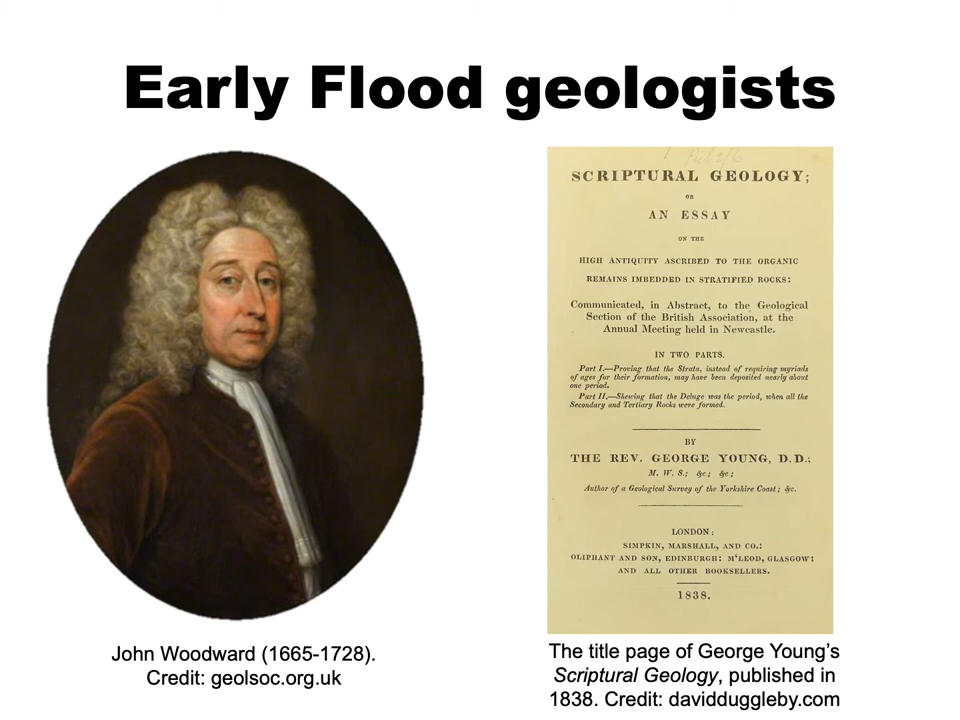 Early Flood geologists
SCRIPTURAL GEOLOGY;
OR
AN ESSAY
ON THE
HIGH ANTIQUITY ASCRIBED TO THE ORGANIC
REMAINS IMBEDDED IN STRATIFIED ROCKS:
Communicated, in Abstract, to the Geological
Section of the British Association, at the
Annual Meeting held in Newcastle.
IN TWO PARTS.
Part I.—Proving that the Strata, instead of requiring myriads
of ages for their formation, may have been deposited nearly about
one period.
Part II.—Shewing that the Deluge was the period, when all the
Secondary and Tertiary Rocks were formed.
BY
THE REV. GEORGE YOUNG, D.D.;
M. W. S.; &c.; &c.;
Author of a Geological Survey of the Yorkshire Coast; &c.
LONDON:
SIMPKIN, MARSHALL, AND CO.:
OLIPHANT AND SON, EDINBURGH: MᶜLEOD, GLASGOW:
AND ALL OTHER BOOKSELLERS.
1838.
John Woodward (1665-1728).
Credit: geolsoc.org.uk
The title page of George Young’s
Scriptural Geology, published in
1838. Credit: davidduggleby.com